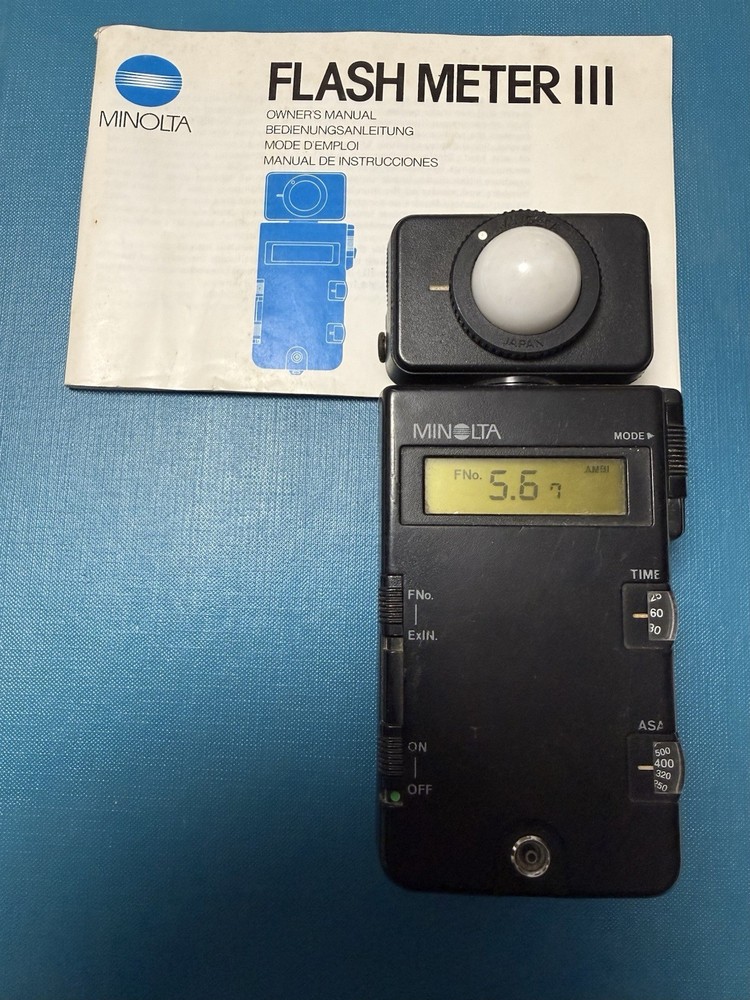 MINOLTA
FLASH METER III
OWNER'S MANUAL
BEDIENUNGSANLEITUNG
MODE D'EMPLOI
MANUAL DE INSTRUCCIONES
JAPAN
MINOLTA
MODE
FNo. 5.6 7 AMBI
TIME
FNo.
60
ExIN.
ASA
ON
500
400
320
250
OFF